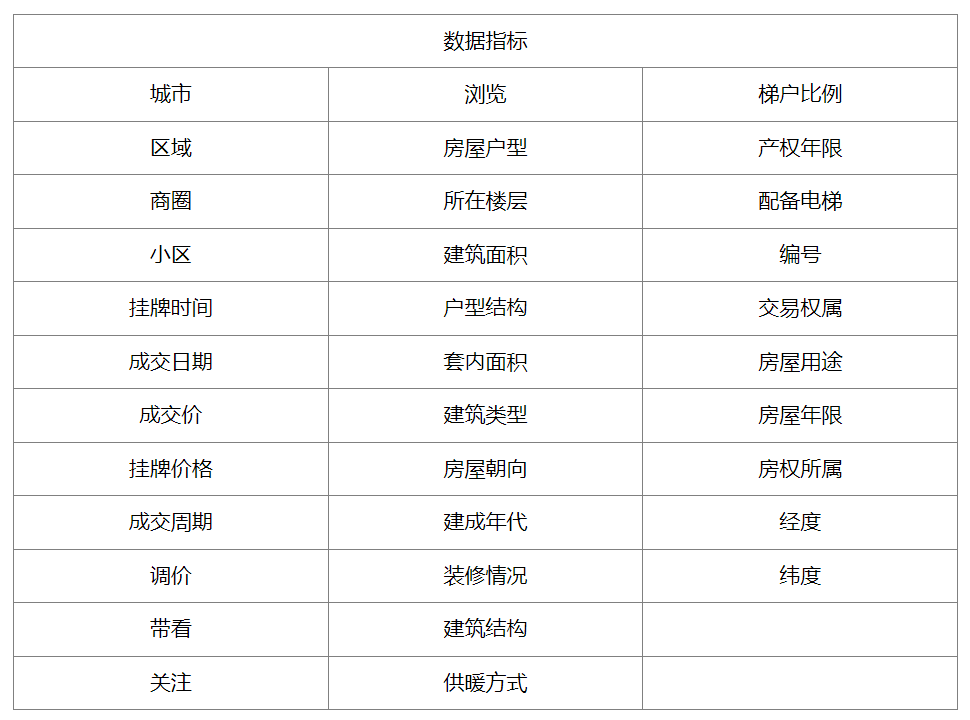 数据指标
城市 浏览 梯户比例
区域 房屋户型 产权年限
商圈 所在楼层 配备电梯
小区 建筑面积 编号
挂牌时间 户型结构 交易权属
成交日期 套内面积 房屋用途
成交价 建筑类型 房屋年限
挂牌价格 房屋朝向 房权所属
成交周期 建成年代 经度
调价 装修情况 纬度
带看 建筑结构
关注 供暖方式